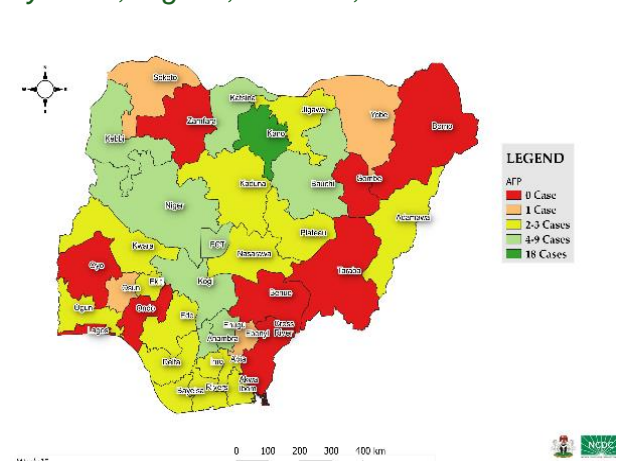 Sokoto
Katsina
Jigawa
Yobe
Borno
Zamfara
Kano
Kebbi
Gombe
Kaduna
Bauchi
Niger
Adamawa
Plateau
Kwara
FCT
Nasarawa
Taraba
Oyo
Kogi
Benue
Osun
Ekiti
Ogun
Ondo
Edo
Lagos
Enugu
Ebonyi
Cross
River
Anambra
Delta
Imo
Abia
Bayelsa
Rivers
Akwa
Ibom
LEGEND
AFP
0 Case
1 Case
2-3 Cases
4-9 Cases
18 Cases
0 100 200 300 400 km
NCDC